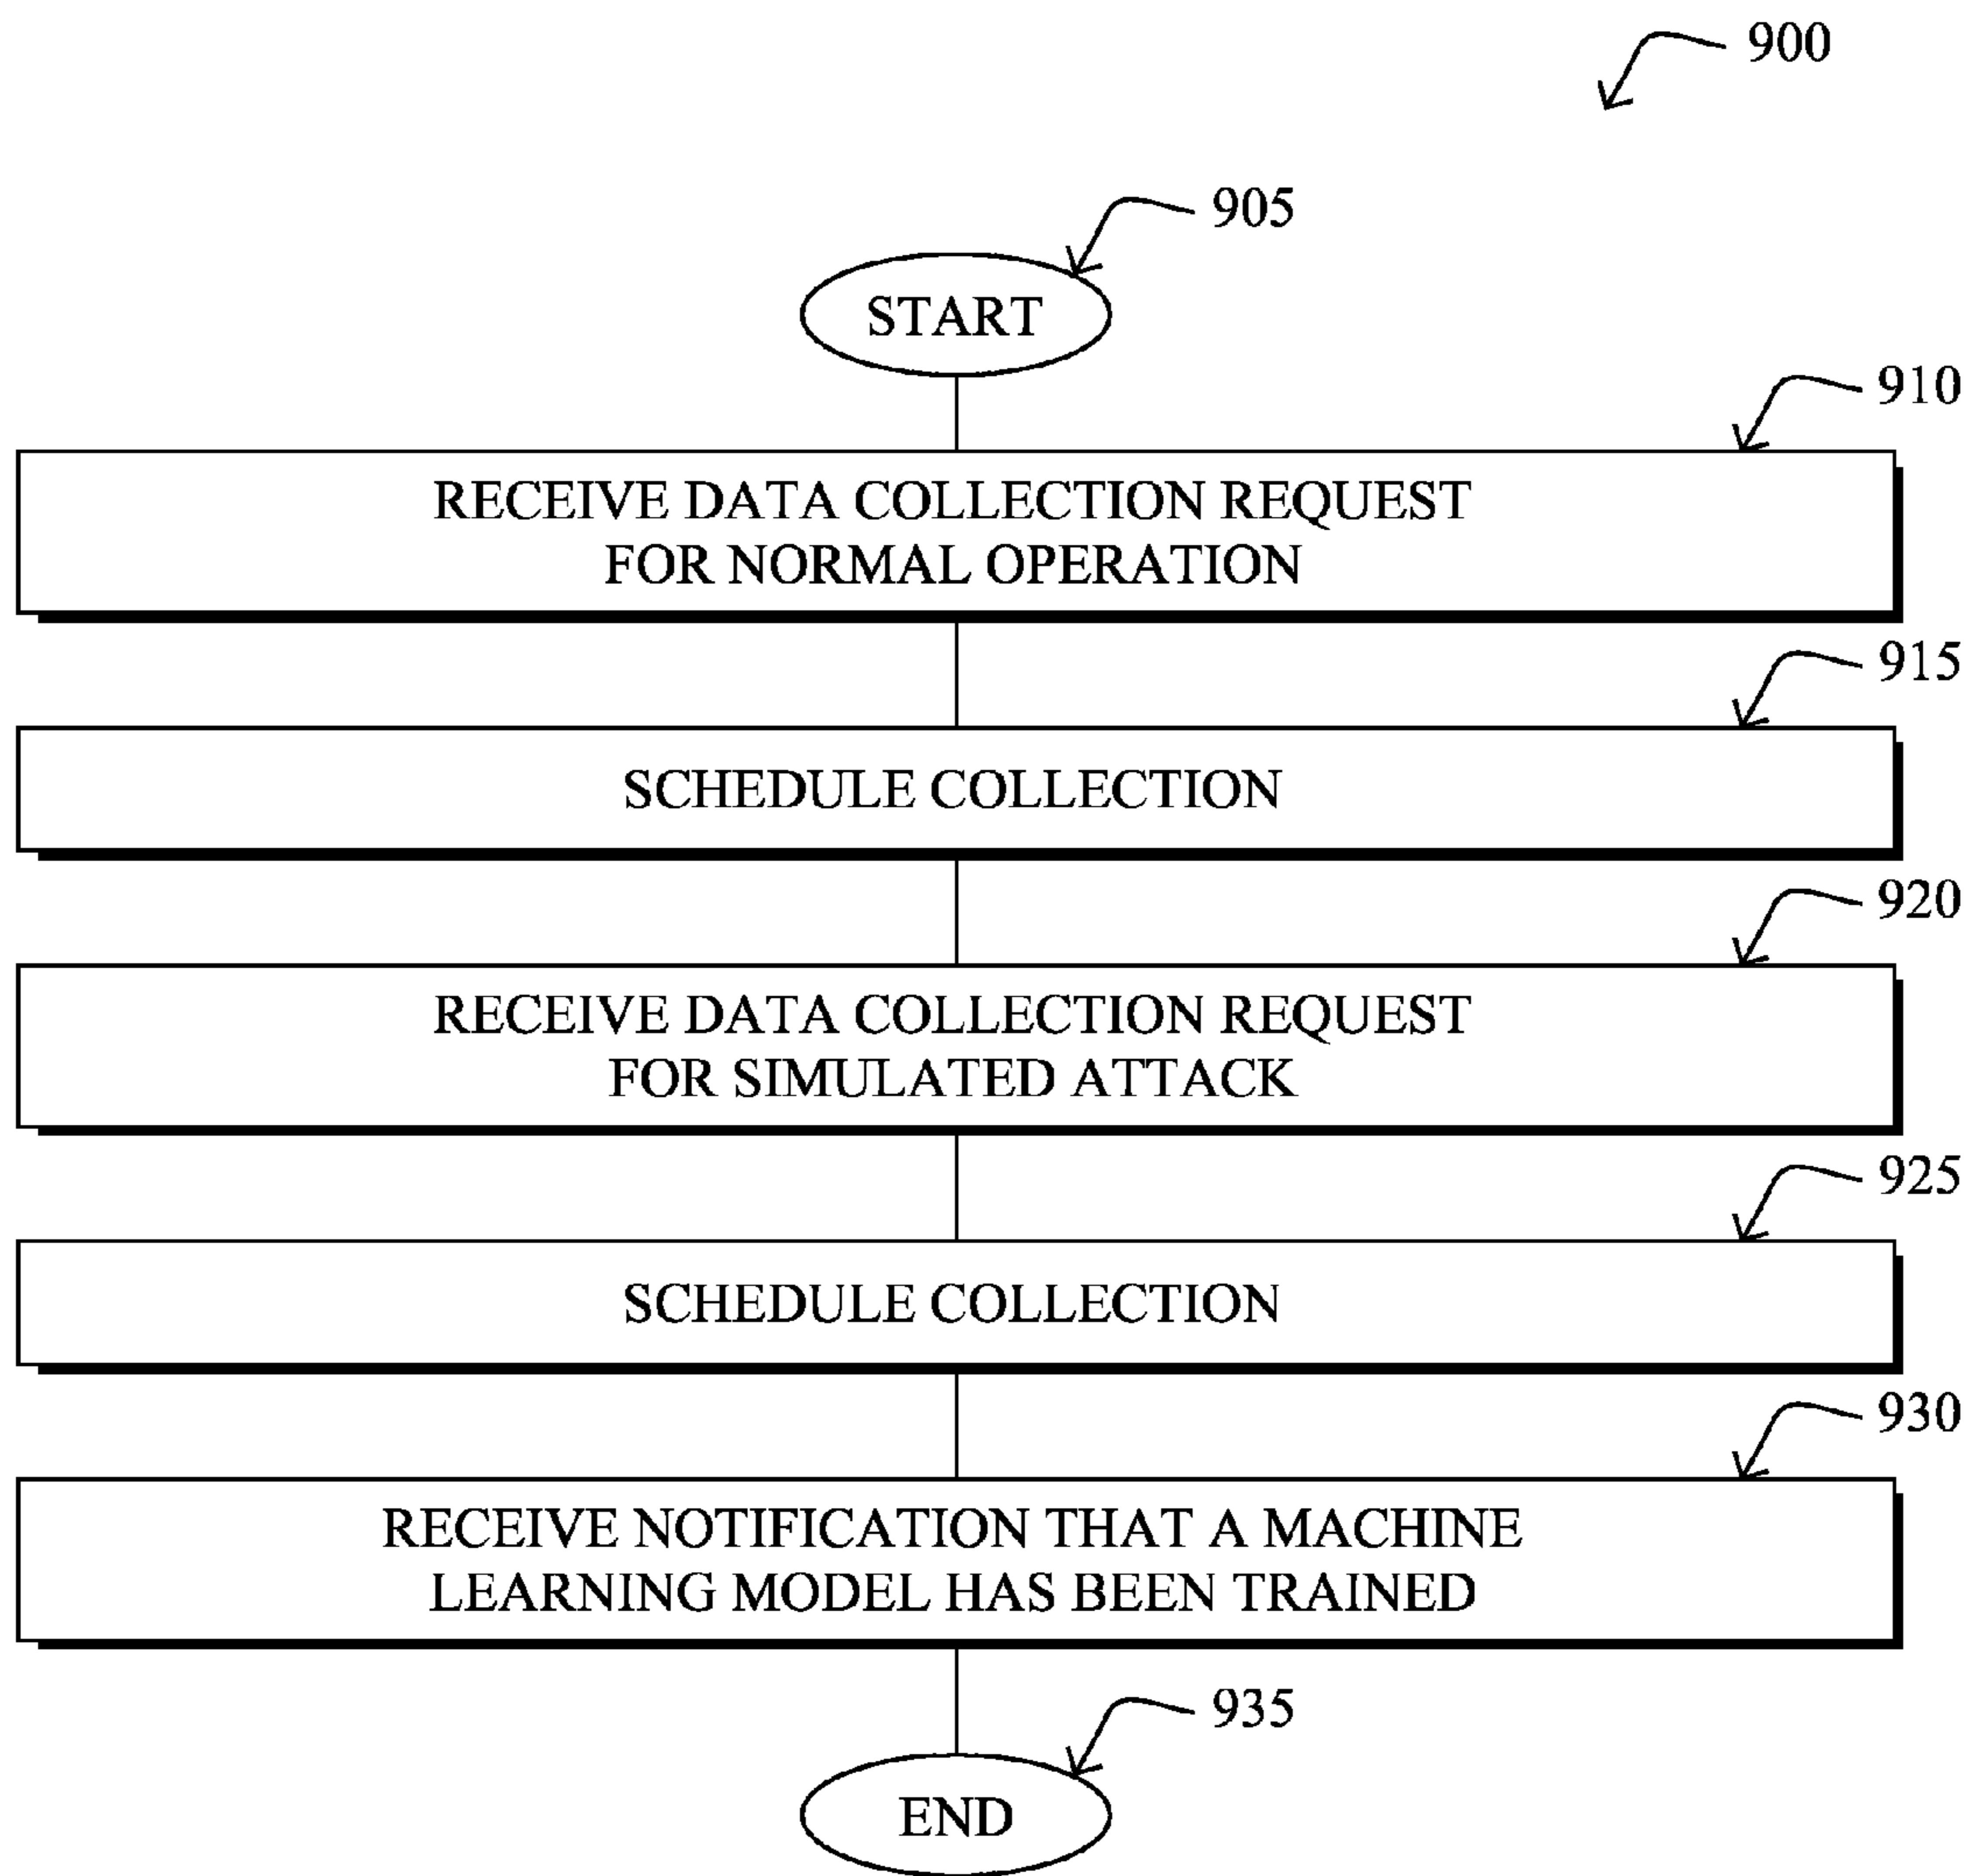 900
905
START
910
RECEIVE DATA COLLECTION REQUEST
FOR NORMAL OPERATION
915
SCHEDULE COLLECTION
920
RECEIVE DATA COLLECTION REQUEST
FOR SIMULATED ATTACK
925
SCHEDULE COLLECTION
930
RECEIVE NOTIFICATION THAT A MACHINE
LEARNING MODEL HAS BEEN TRAINED
935
END